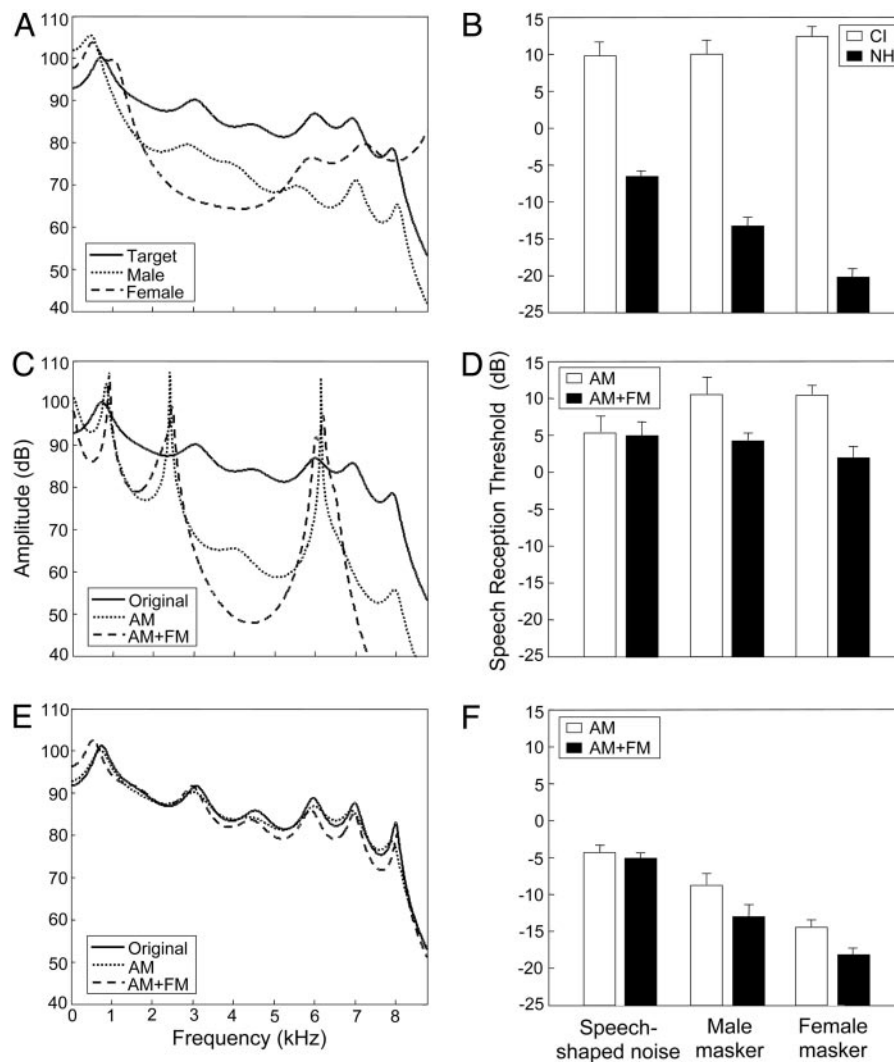 A
110
100
90
80
70
60
50
40
Target
Male
Female
B
15
10
5
0
-5
-10
-15
-20
-25
CI
NH
C
110
100
90
80
70
60
50
40
Amplitude (dB)
Original
AM
AM+FM
D
15
10
5
0
-5
-10
-15
-20
-25
Speech Reception Threshold (dB)
AM
AM+FM
E
110
100
90
80
70
60
50
40
Original
AM
AM+FM
0 1 2 3 4 5 6 7 8
Frequency (kHz)
F
15
10
5
0
-5
-10
-15
-20
-25
AM
AM+FM
Speech-
shaped noise
Male
masker
Female
masker